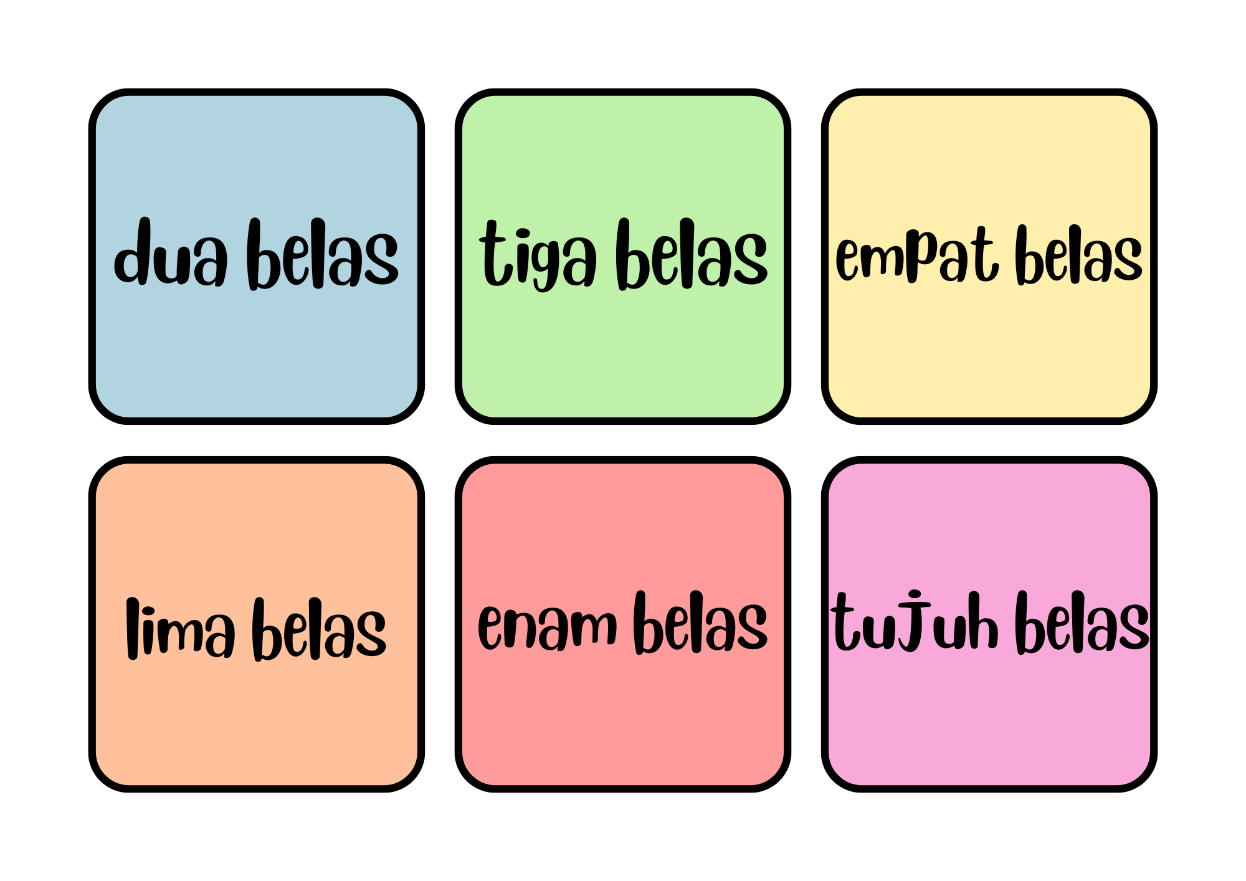 dua belas
tiga belas
empat belas
lima belas
enam belas
tujuh belas